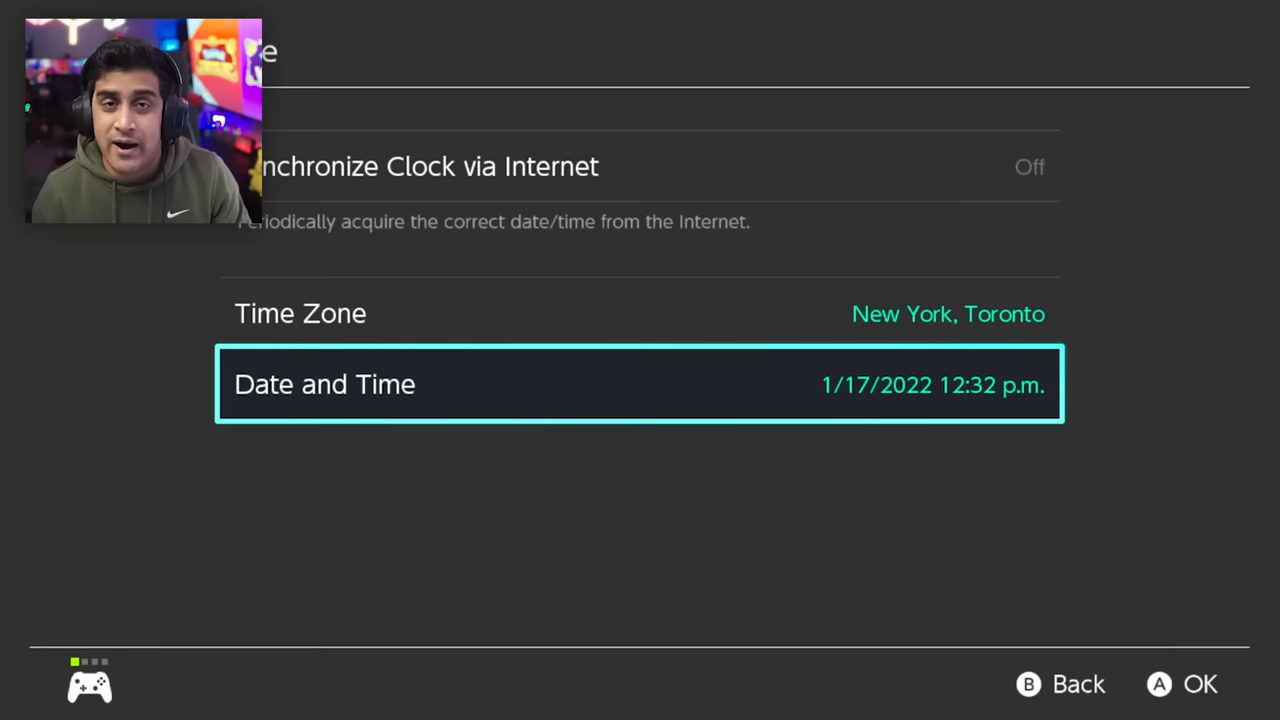 e
nchronize Clock via Internet
Off
eriodically acquire the correct date/time from the Internet.
Time Zone
New York, Toronto
Date and Time
1/17/2022 12:32 p.m.
B Back
A OK